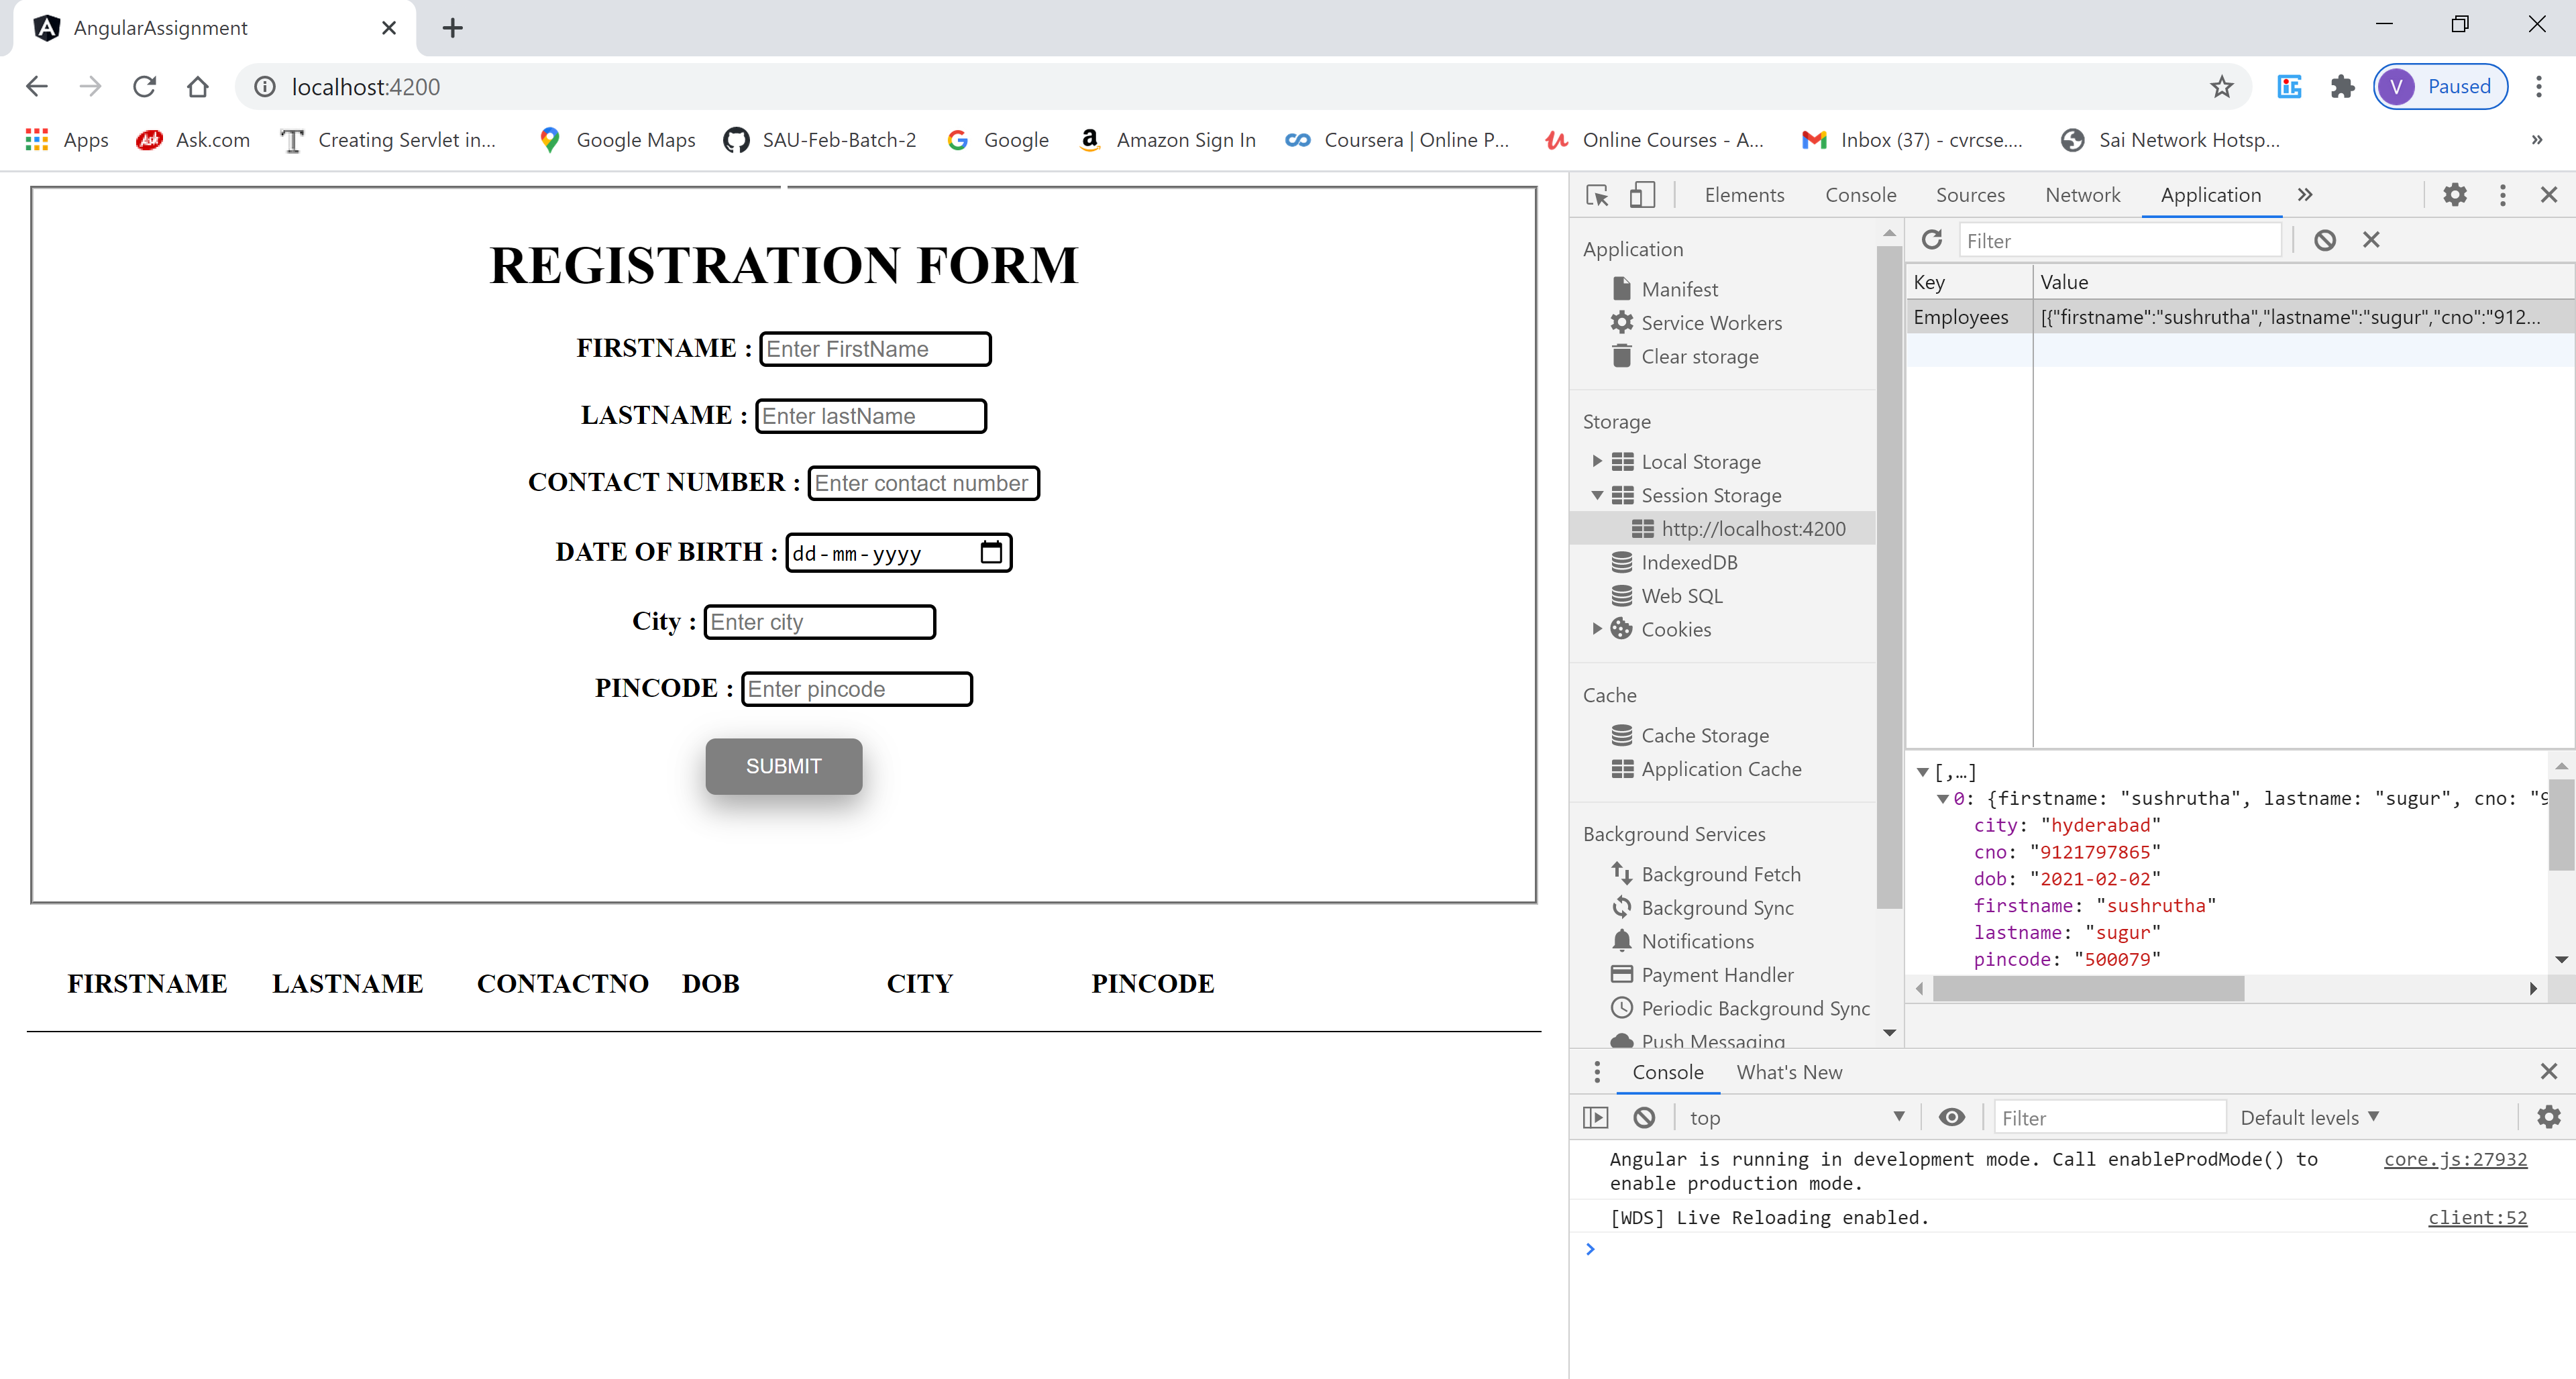 AngularAssignment
localhost:4200
V Paused
Apps Ask.com Creating Servlet in... Google Maps SAU-Feb-Batch-2 Google Amazon Sign In Coursera | Online P... Online Courses - A... Inbox (37) - cvrcse.... Sai Network Hotsp... »
REGISTRATION FORM
FIRSTNAME : Enter FirstName
LASTNAME : Enter lastName
CONTACT NUMBER : Enter contact number
DATE OF BIRTH : dd-mm-yyyy
City : Enter city
PINCODE : Enter pincode
SUBMIT
FIRSTNAME LASTNAME CONTACTNO DOB CITY PINCODE
Elements Console Sources Network Application »
Application
Manifest
Service Workers
Clear storage
Storage
Local Storage
Session Storage
http://localhost:4200
IndexedDB
Web SQL
Cookies
Cache
Cache Storage
Application Cache
Background Services
Background Fetch
Background Sync
Notifications
Payment Handler
Periodic Background Sync
Push Messaging
Filter
Key Value
Employees [{"firstname":"sushrutha","lastname":"sugur","cno":"912...
[,…]
0: {firstname: "sushrutha", lastname: "sugur", cno: "9
city: "hyderabad"
cno: "9121797865"
dob: "2021-02-02"
firstname: "sushrutha"
lastname: "sugur"
pincode: "500079"
Console What's New
top Filter Default levels
Angular is running in development mode. Call enableProdMode() to core.js:27932
enable production mode.
[WDS] Live Reloading enabled. client:52